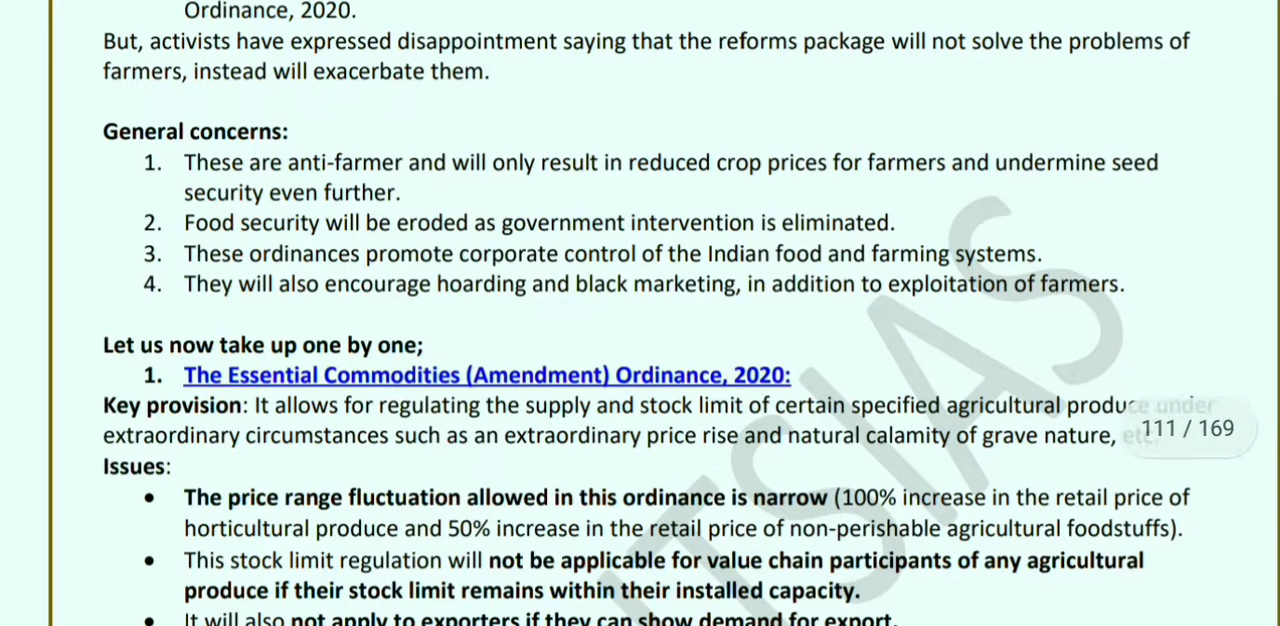 Ordinance, 2020.
But, activists have expressed disappointment saying that the reforms package will not solve the problems of
farmers, instead will exacerbate them.
General concerns:
1. These are anti-farmer and will only result in reduced crop prices for farmers and undermine seed
security even further.
2. Food security will be eroded as government intervention is eliminated.
3. These ordinances promote corporate control of the Indian food and farming systems.
4. They will also encourage hoarding and black marketing, in addition to exploitation of farmers.
Let us now take up one by one;
1. The Essential Commodities (Amendment) Ordinance, 2020:
Key provision: It allows for regulating the supply and stock limit of certain specified agricultural produce under
extraordinary circumstances such as an extraordinary price rise and natural calamity of grave nature, etc.
111 / 169
Issues:
• The price range fluctuation allowed in this ordinance is narrow (100% increase in the retail price of
horticultural produce and 50% increase in the retail price of non-perishable agricultural foodstuffs).
• This stock limit regulation will not be applicable for value chain participants of any agricultural
produce if their stock limit remains within their installed capacity.
• It will also not apply to exporters if they can show demand for export.
TSIAS